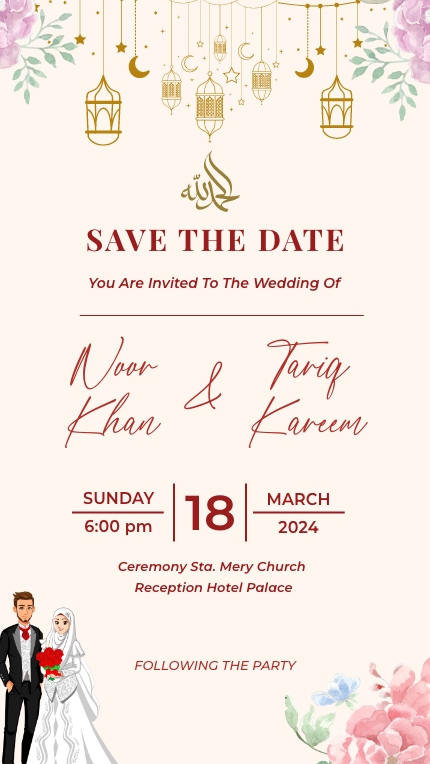 الحمد لله
SAVE THE DATE
You Are Invited To The Wedding Of
Noor Khan
&
Tariq Kareem
SUNDAY
6:00 pm
18
MARCH
2024
Ceremony Sta. Mery Church
Reception Hotel Palace
FOLLOWING THE PARTY